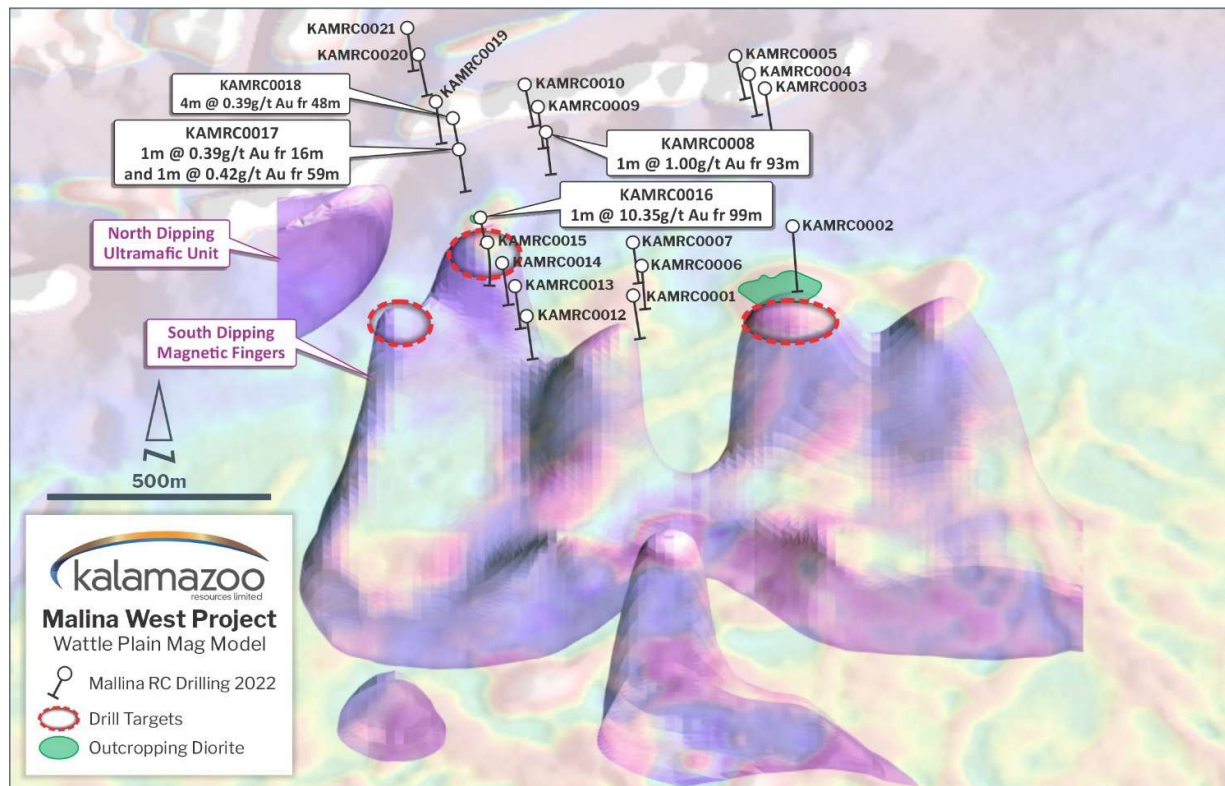 KAMRC0021
KAMRC0020
KAMRC0019
KAMRC0018
4m @ 0.39g/t Au fr 48m
KAMRC0017
1m @ 0.39g/t Au fr 16m
and 1m @ 0.42g/t Au fr 59m
KAMRC0010
KAMRC0009
KAMRC0005
KAMRC0004
KAMRC0003
KAMRC0008
1m @ 1.00g/t Au fr 93m
KAMRC0016
1m @ 10.35g/t Au fr 99m
North Dipping
Ultramafic Unit
KAMRC0015
KAMRC0014
KAMRC0013
KAMRC0012
KAMRC0007
KAMRC0006
KAMRC0001
KAMRC0002
South Dipping
Magnetic Fingers
N
500m
kalamazoo
resources limited
Malina West Project
Wattle Plain Mag Model
Mallina RC Drilling 2022
Drill Targets
Outcropping Diorite